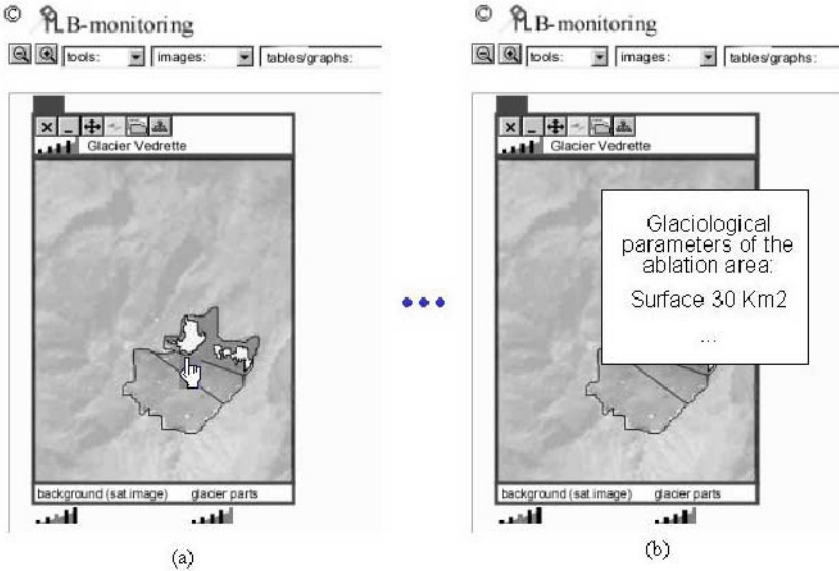 © B-monitoring
tools: images: tables/graphs:
Glacier Vedrette
background (sat.image) glacier parts
(a)
© B-monitoring
tools: images: tables/graphs:
Glacier Vedrette
Glaciological
parameters of the
ablation area:
Surface 30 Km2
...
background (sat.image) glacier parts
(b)